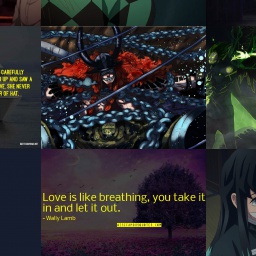 CAREFULLY
UP AND SAW A
SHE NEVER
OF HAT.
Love is like breathing, you take it
in and let it out.
- Wally Lamb